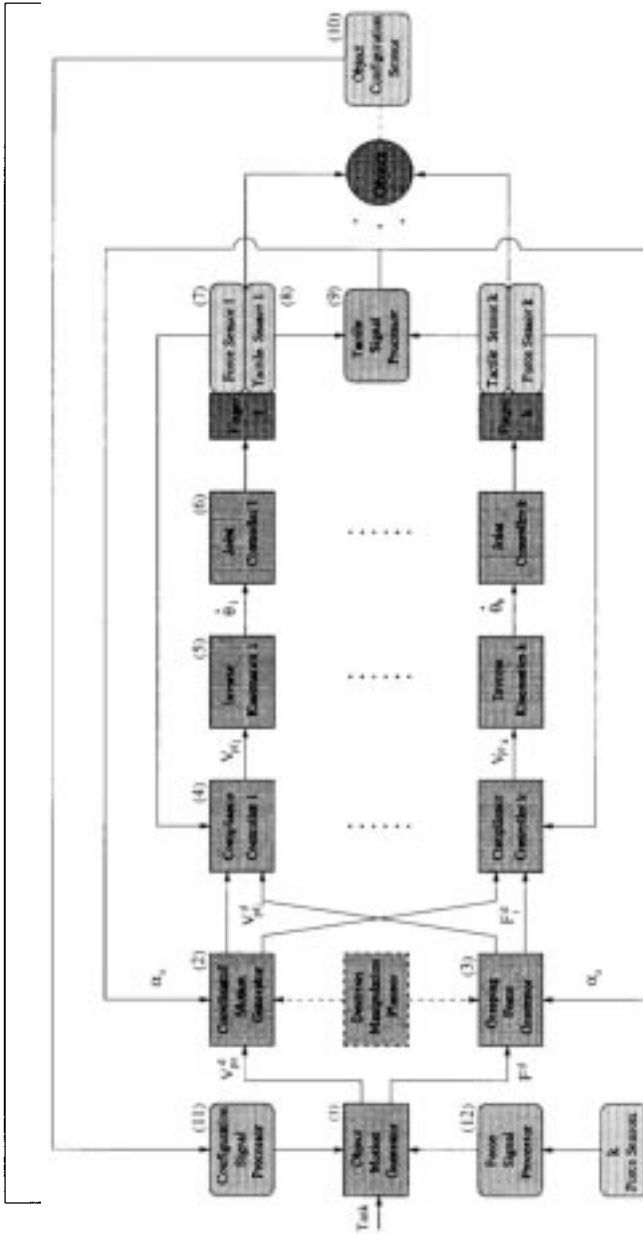 (10)
Object
Configuration
Sensor
Object
(7)
Force Sensor 1
Tactile Sensor 1
(8)
Finger
1
(9)
Tactile
Signal
Processor
Tactile Sensor k
Force Sensor k
Finger
k
(6)
Joint
Controller 1
Joint
Controller k
θ̇₁
θ̇ₖ
(5)
Inverse
Kinematics 1
Inverse
Kinematics k
(4)
Compliance
Controller 1
Compliance
Controller k
αₒ
(2)
Coordinated
Motion
Generator
Dextrous
Manipulation
Planner
(3)
Grasping
Force
Generator
αₒ
(11)
Configuration
Signal
Processor
(1)
Object
Motion
Generator
Task
(12)
Force
Signal
Processor
k
Force Sensors